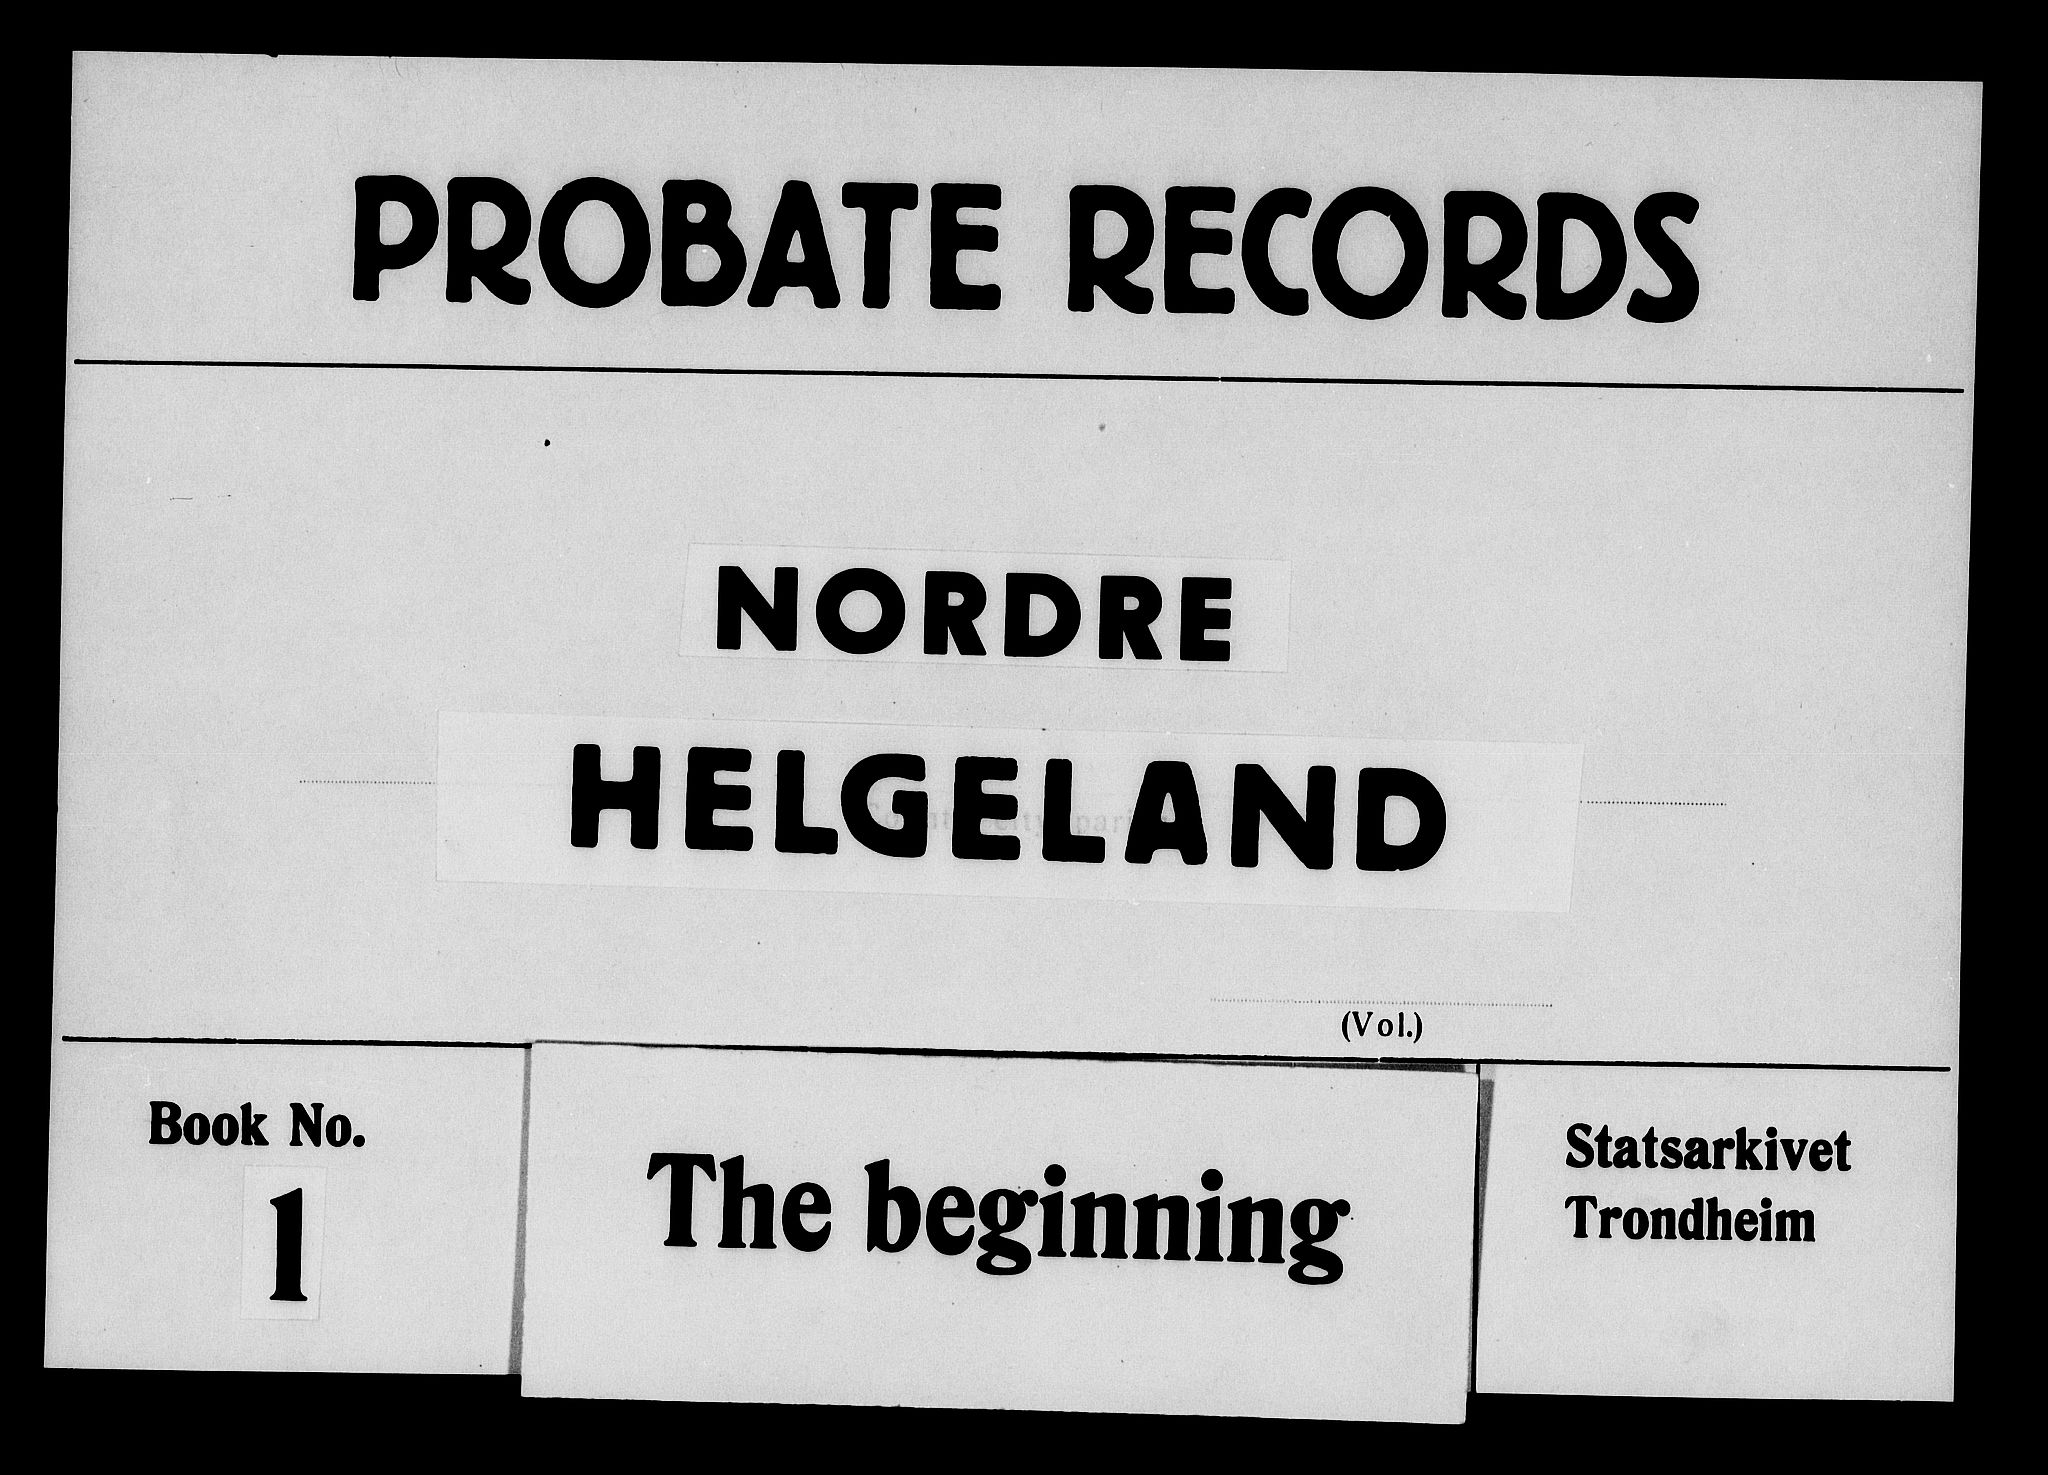 PROBATE RECORDS
NORDRE
HELGELAND
(Vol.)
Book No.
1
The beginning
Statsarkivet
Trondheim